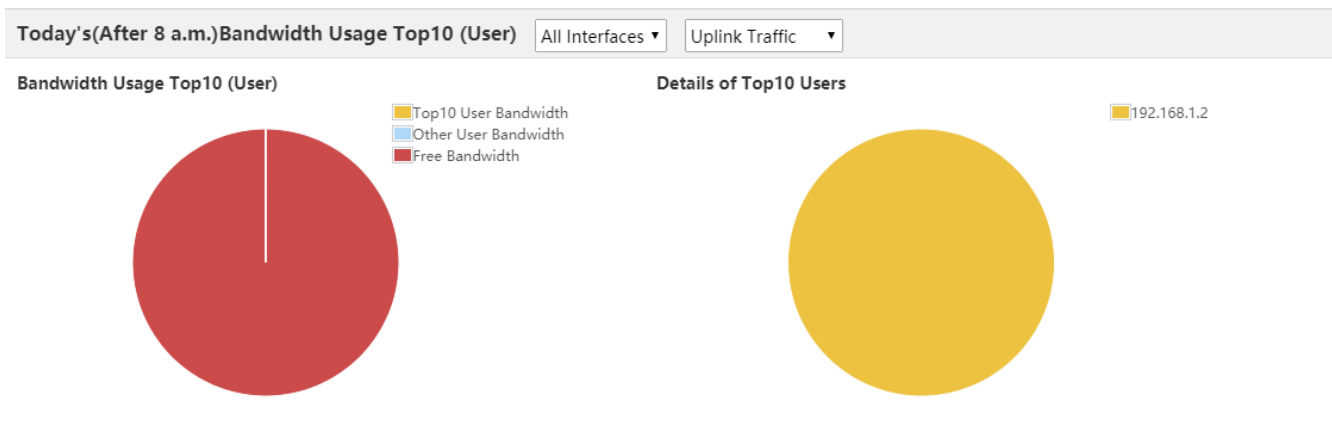 Today's(After 8 a.m.)Bandwidth Usage Top10 (User) All Interfaces Uplink Traffic
Bandwidth Usage Top10 (User)
Top10 User Bandwidth
Other User Bandwidth
Free Bandwidth
Details of Top10 Users
192.168.1.2